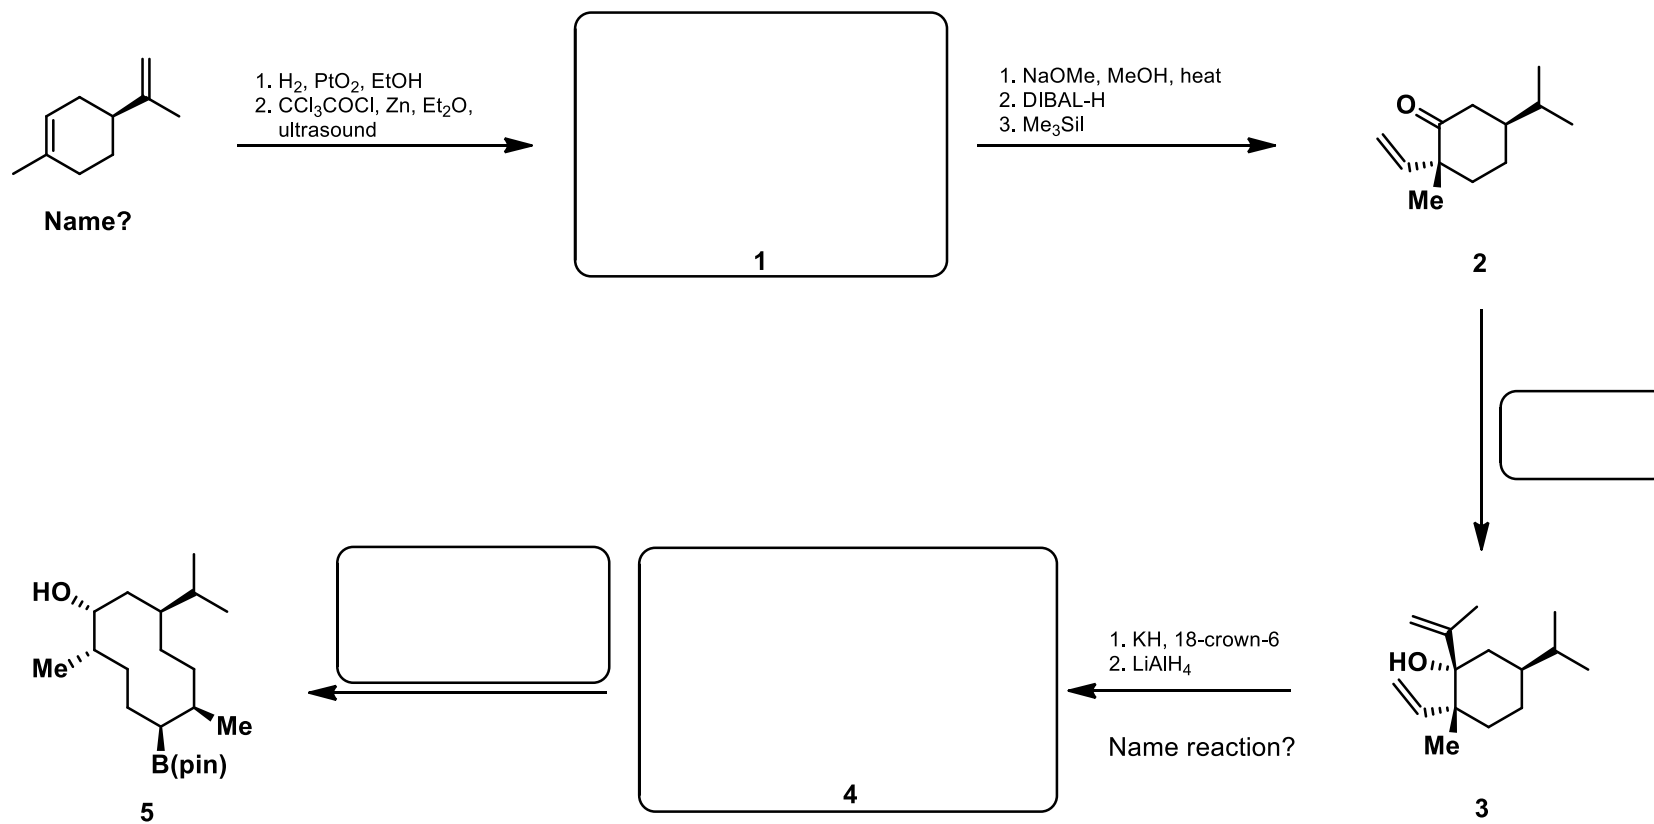 1. H2, PtO2, EtOH
2. CCl3COCl, Zn, Et2O,
ultrasound
Name?
1
1. NaOMe, MeOH, heat
2. DIBAL-H
3. Me3SiI
O
Me
2
HO
Me
B(pin)
5
4
1. KH, 18-crown-6
2. LiAlH4
Name reaction?
HO
Me
Me
3